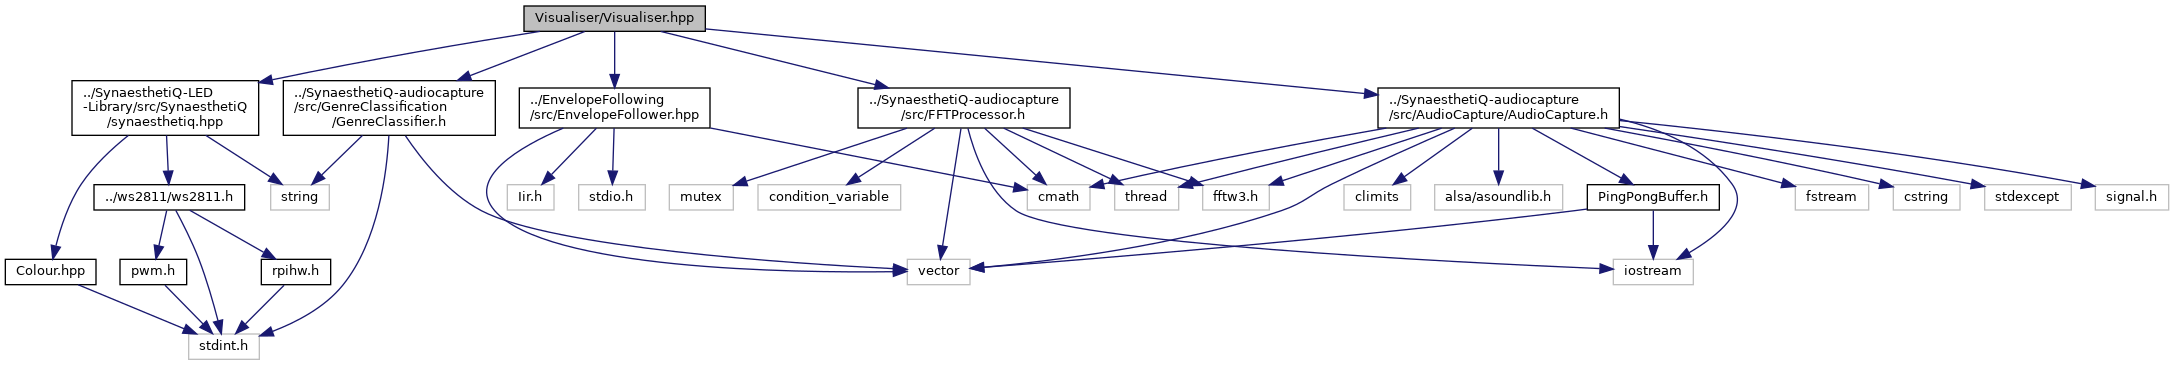 Visualiser/Visualiser.hpp
../SynaesthetiQ-LED
-Library/src/SynaesthetiQ
/synaesthetiq.hpp
../SynaesthetiQ-audiocapture
/src/GenreClassification
/GenreClassifier.h
../EnvelopeFollowing
/src/EnvelopeFollower.hpp
../SynaesthetiQ-audiocapture
/src/FFTProcessor.h
../SynaesthetiQ-audiocapture
/src/AudioCapture/AudioCapture.h
../ws2811/ws2811.h
string
Iir.h
stdio.h
mutex
condition_variable
cmath
thread
fftw3.h
climits
alsa/asoundlib.h
PingPongBuffer.h
fstream
cstring
stdexcept
signal.h
Colour.hpp
pwm.h
rpihw.h
vector
iostream
stdint.h